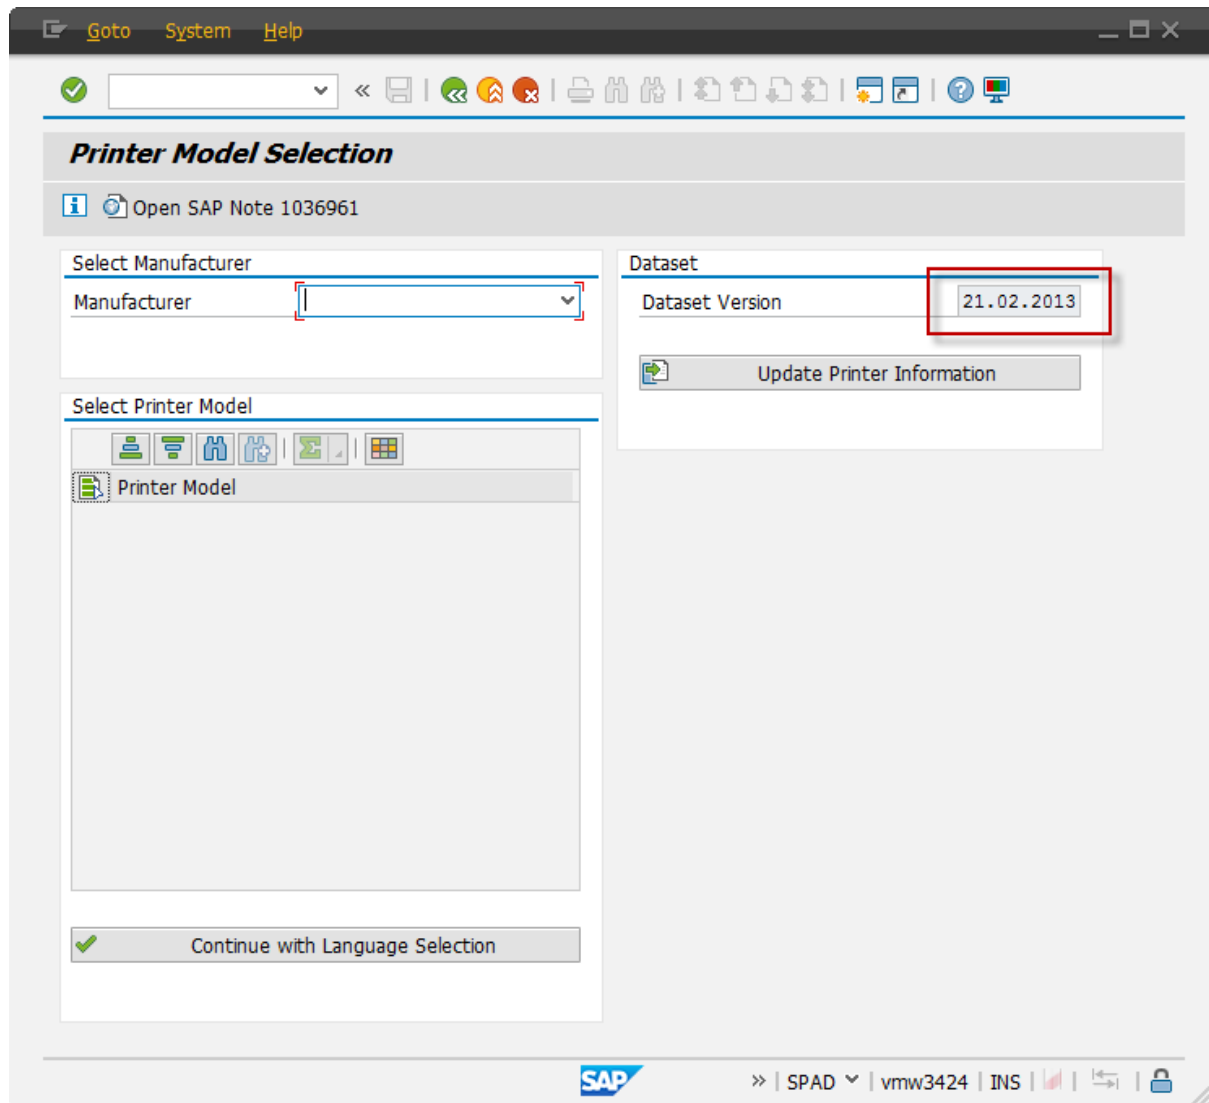 Goto System Help
Printer Model Selection
Open SAP Note 1036961
Select Manufacturer
Manufacturer
Dataset
Dataset Version 21.02.2013
Update Printer Information
Select Printer Model
Printer Model
Continue with Language Selection
SAP » | SPAD | vmw3424 | INS